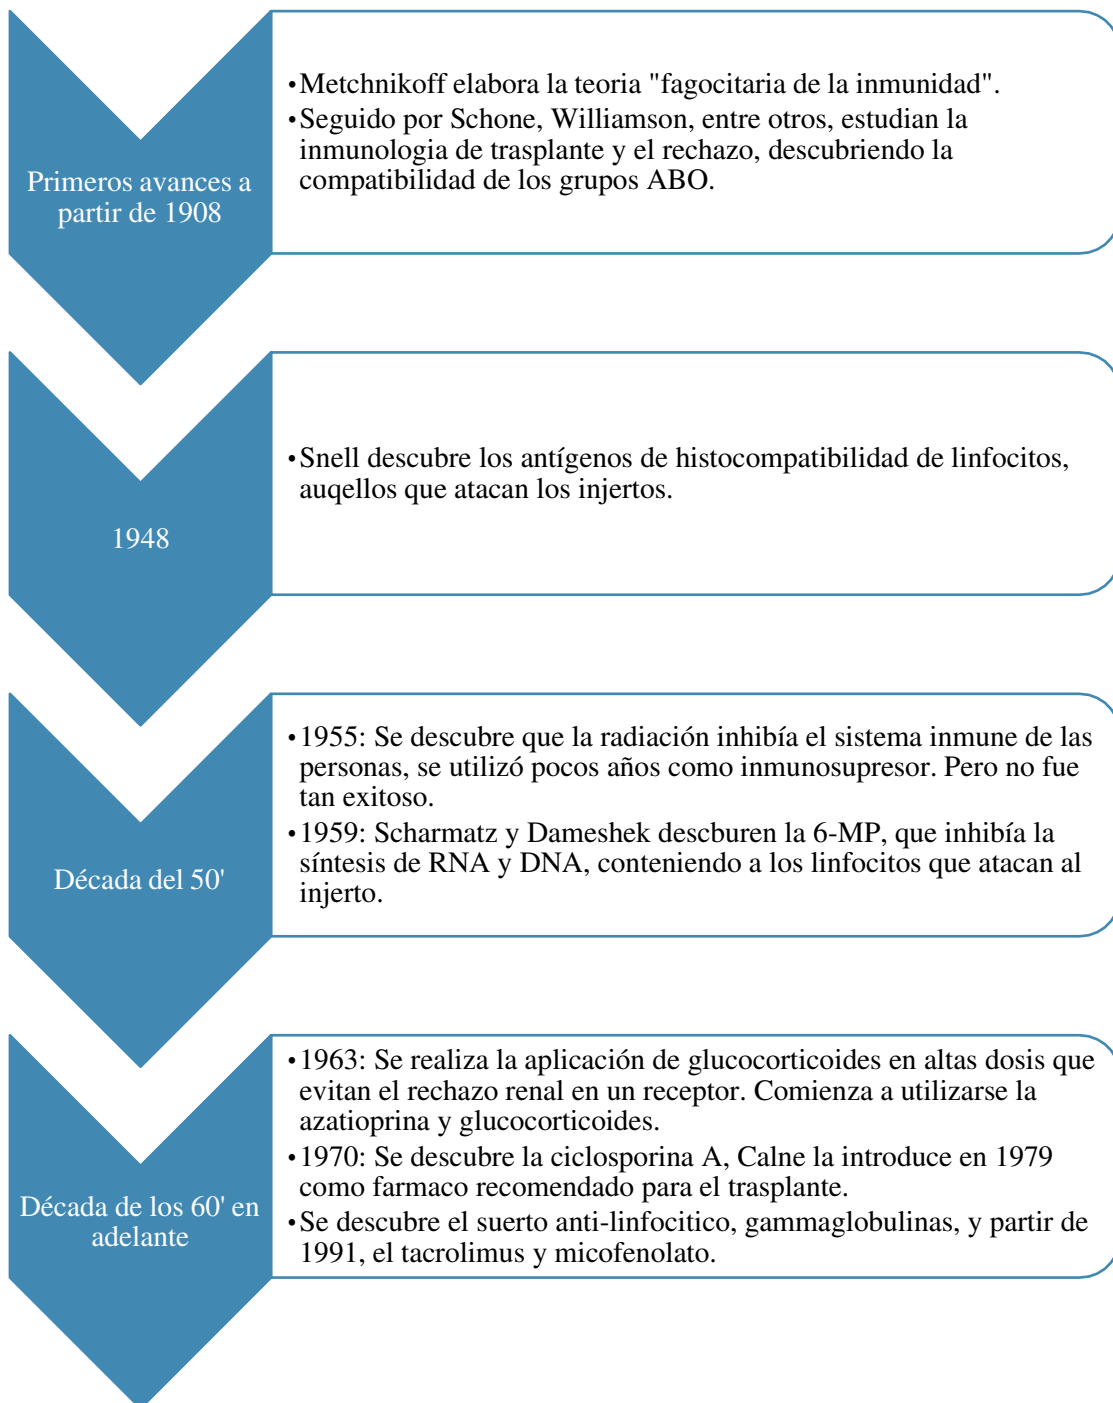 Primeros avances a
partir de 1908
•Metchnikoff elabora la teoria "fagocitaria de la inmunidad".
•Seguido por Schone, Williamson, entre otros, estudian la
inmunologia de trasplante y el rechazo, descubriendo la
compatibilidad de los grupos ABO.
1948
•Snell descubre los antígenos de histocompatibilidad de linfocitos,
auqellos que atacan los injertos.
Década del 50'
•1955: Se descubre que la radiación inhibía el sistema inmune de las
personas, se utilizó pocos años como inmunosupresor. Pero no fue
tan exitoso.
•1959: Scharmatz y Dameshek descburen la 6-MP, que inhibía la
síntesis de RNA y DNA, conteniendo a los linfocitos que atacan al
injerto.
Década de los 60' en
adelante
•1963: Se realiza la aplicación de glucocorticoides en altas dosis que
evitan el rechazo renal en un receptor. Comienza a utilizarse la
azatioprina y glucocorticoides.
•1970: Se descubre la ciclosporina A, Calne la introduce en 1979
como farmaco recomendado para el trasplante.
•Se descubre el suerto anti-linfocitico, gammaglobulinas, y partir de
1991, el tacrolimus y micofenolato.